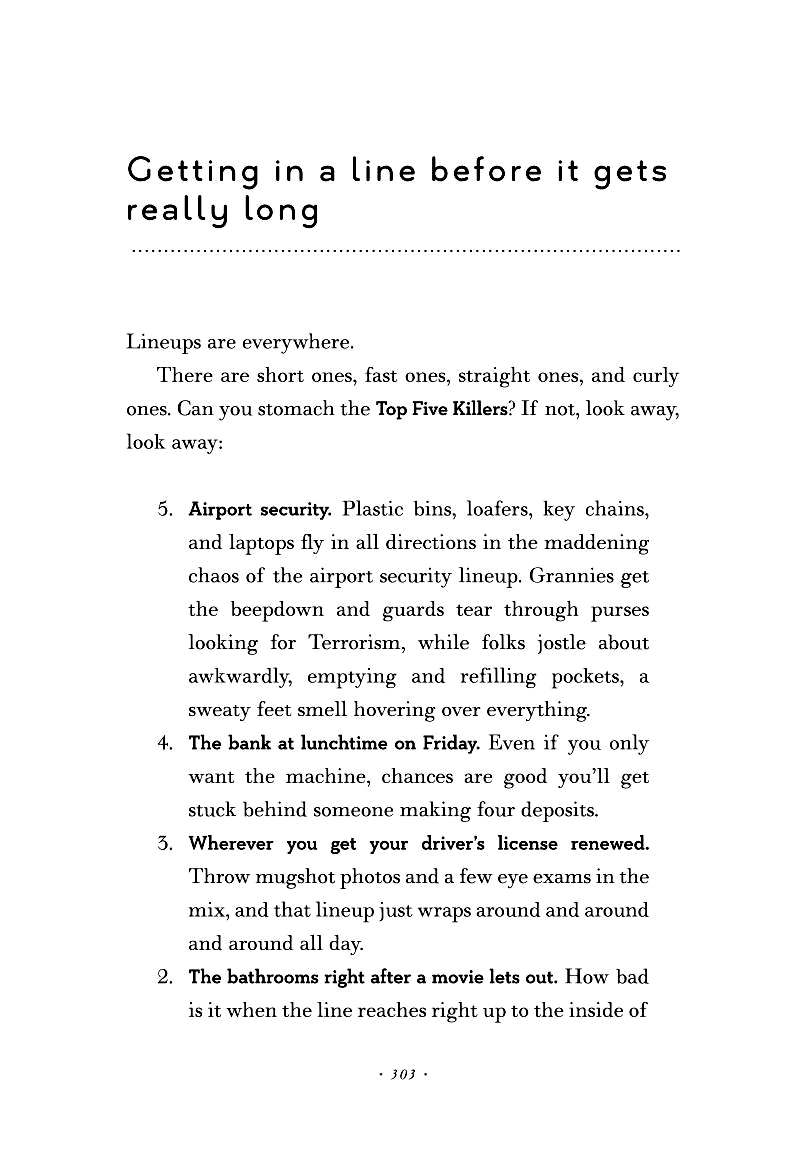 Getting in a line before it gets
really long
Lineups are everywhere.
There are short ones, fast ones, straight ones, and curly
ones. Can you stomach the Top Five Killers? If not, look away,
look away:
5. Airport security. Plastic bins, loafers, key chains,
and laptops fly in all directions in the maddening
chaos of the airport security lineup. Grannies get
the beepdown and guards tear through purses
looking for Terrorism, while folks jostle about
awkwardly, emptying and refilling pockets, a
sweaty feet smell hovering over everything.
4. The bank at lunchtime on Friday. Even if you only
want the machine, chances are good you’ll get
stuck behind someone making four deposits.
3. Wherever you get your driver’s license renewed.
Throw mugshot photos and a few eye exams in the
mix, and that lineup just wraps around and around
and around all day.
2. The bathrooms right after a movie lets out. How bad
is it when the line reaches right up to the inside of
· 303 ·